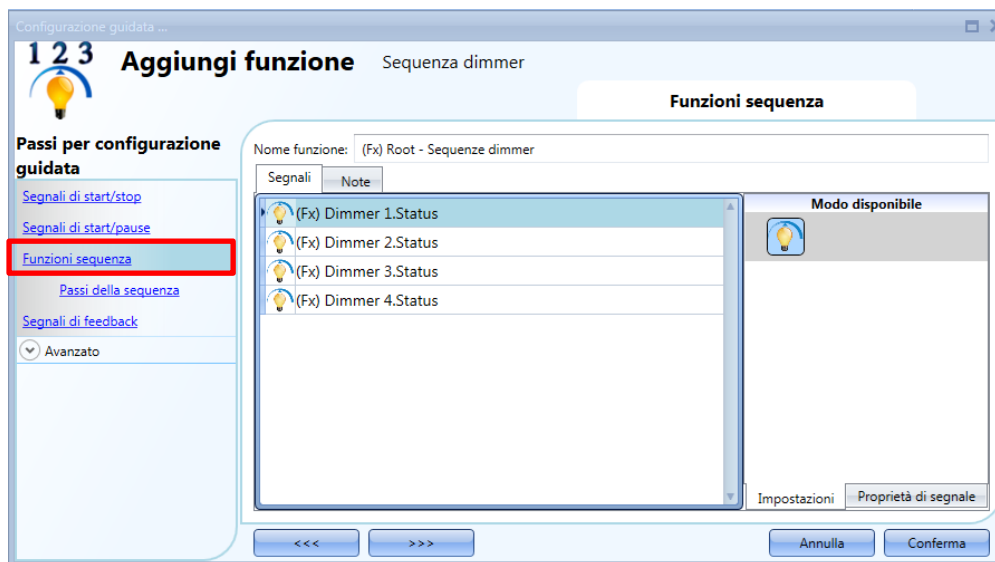 Configurazione guidata ...
1 2 3
Aggiungi funzione Sequenza dimmer
Funzioni sequenza
Passi per configurazione
guidata
Segnali di start/stop
Segnali di start/pause
Funzioni sequenza
Passi della sequenza
Segnali di feedback
Avanzato
Nome funzione: (Fx) Root - Sequenze dimmer
Segnali Note
(Fx) Dimmer 1.Status
(Fx) Dimmer 2.Status
(Fx) Dimmer 3.Status
(Fx) Dimmer 4.Status
Modo disponibile
Impostazioni Proprietà di segnale
<<< >>> Annulla Conferma